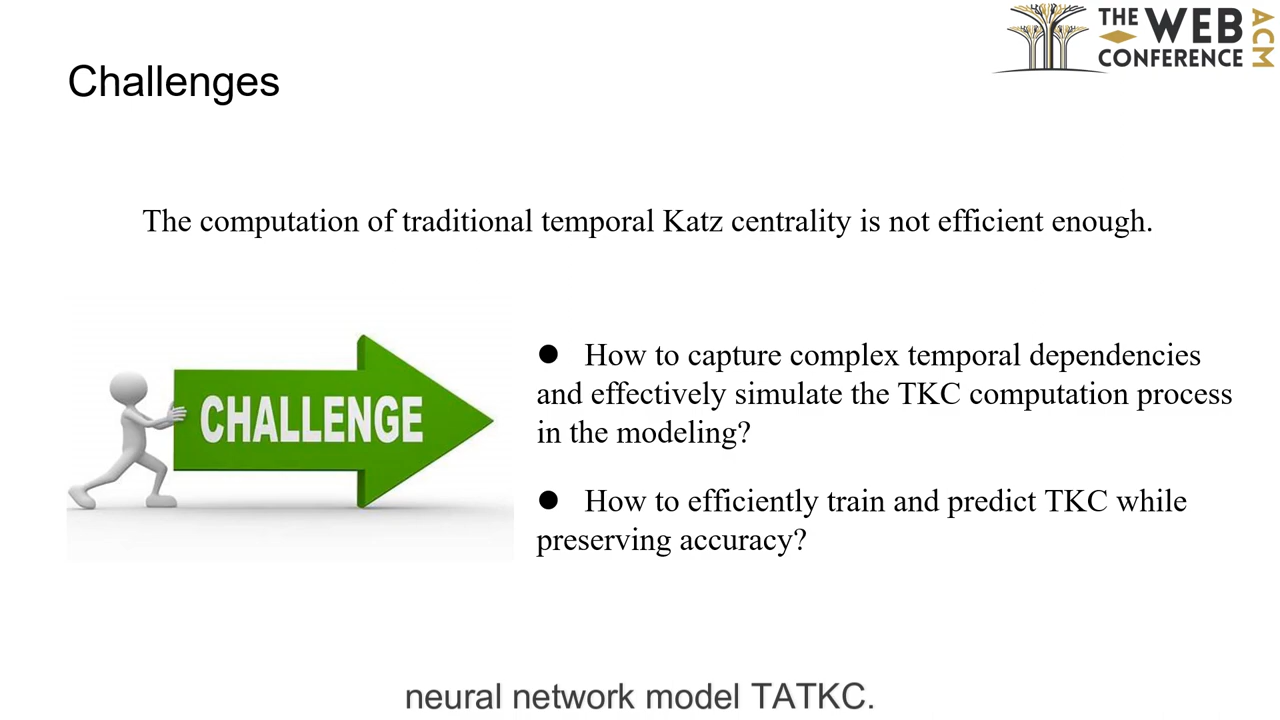 THE WEB
CONFERENCE
ACM
Challenges
The computation of traditional temporal Katz centrality is not efficient enough.
CHALLENGE
● How to capture complex temporal dependencies
and effectively simulate the TKC computation process
in the modeling?
● How to efficiently train and predict TKC while
preserving accuracy?
neural network model TATKC.